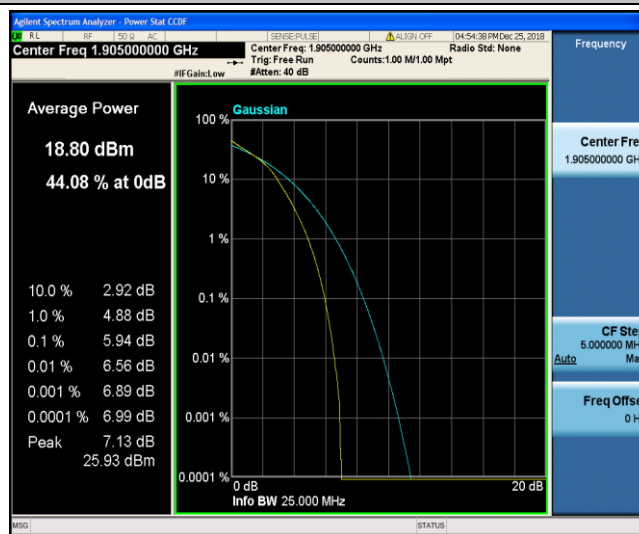 Agilent Spectrum Analyzer - Power Stat CCDF
RL RF 50 Ω AC SENSE:PULSE ALIGN OFF 04:54:38 PM Dec 25, 2018
Center Freq 1.905000000 GHz
Center Freq: 1.905000000 GHz Radio Std: None
Trig: Free Run Counts:1.00 M/1.00 Mpt
#IFGain:Low #Atten: 40 dB
Frequency
Average Power
18.80 dBm
44.08 % at 0dB
10.0 % 2.92 dB
1.0 % 4.88 dB
0.1 % 5.94 dB
0.01 % 6.56 dB
0.001 % 6.89 dB
0.0001 % 6.99 dB
Peak 7.13 dB
25.93 dBm
Gaussian
100 %
10 %
1 %
0.1 %
0.01 %
0.001 %
0.0001 %
0 dB 20 dB
Info BW 25.000 MHz
Center Fre
1.905000000 GH
CF Ste
5.000000 MH
Auto Ma
Freq Offse
0 H
MSG STATUS